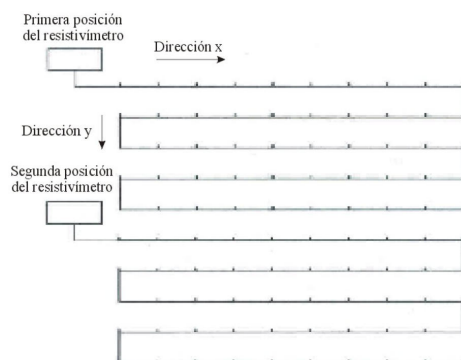 Primera posición
del resistivímetro
Dirección x
Dirección y
Segunda posición
del resistivímetro